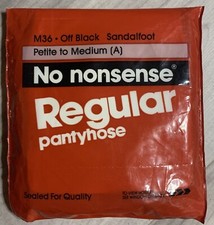 M36 • Off Black Sandalfoot
Petite to Medium (A)
No nonsense®
Regular
pantyhose
Sealed For Quality